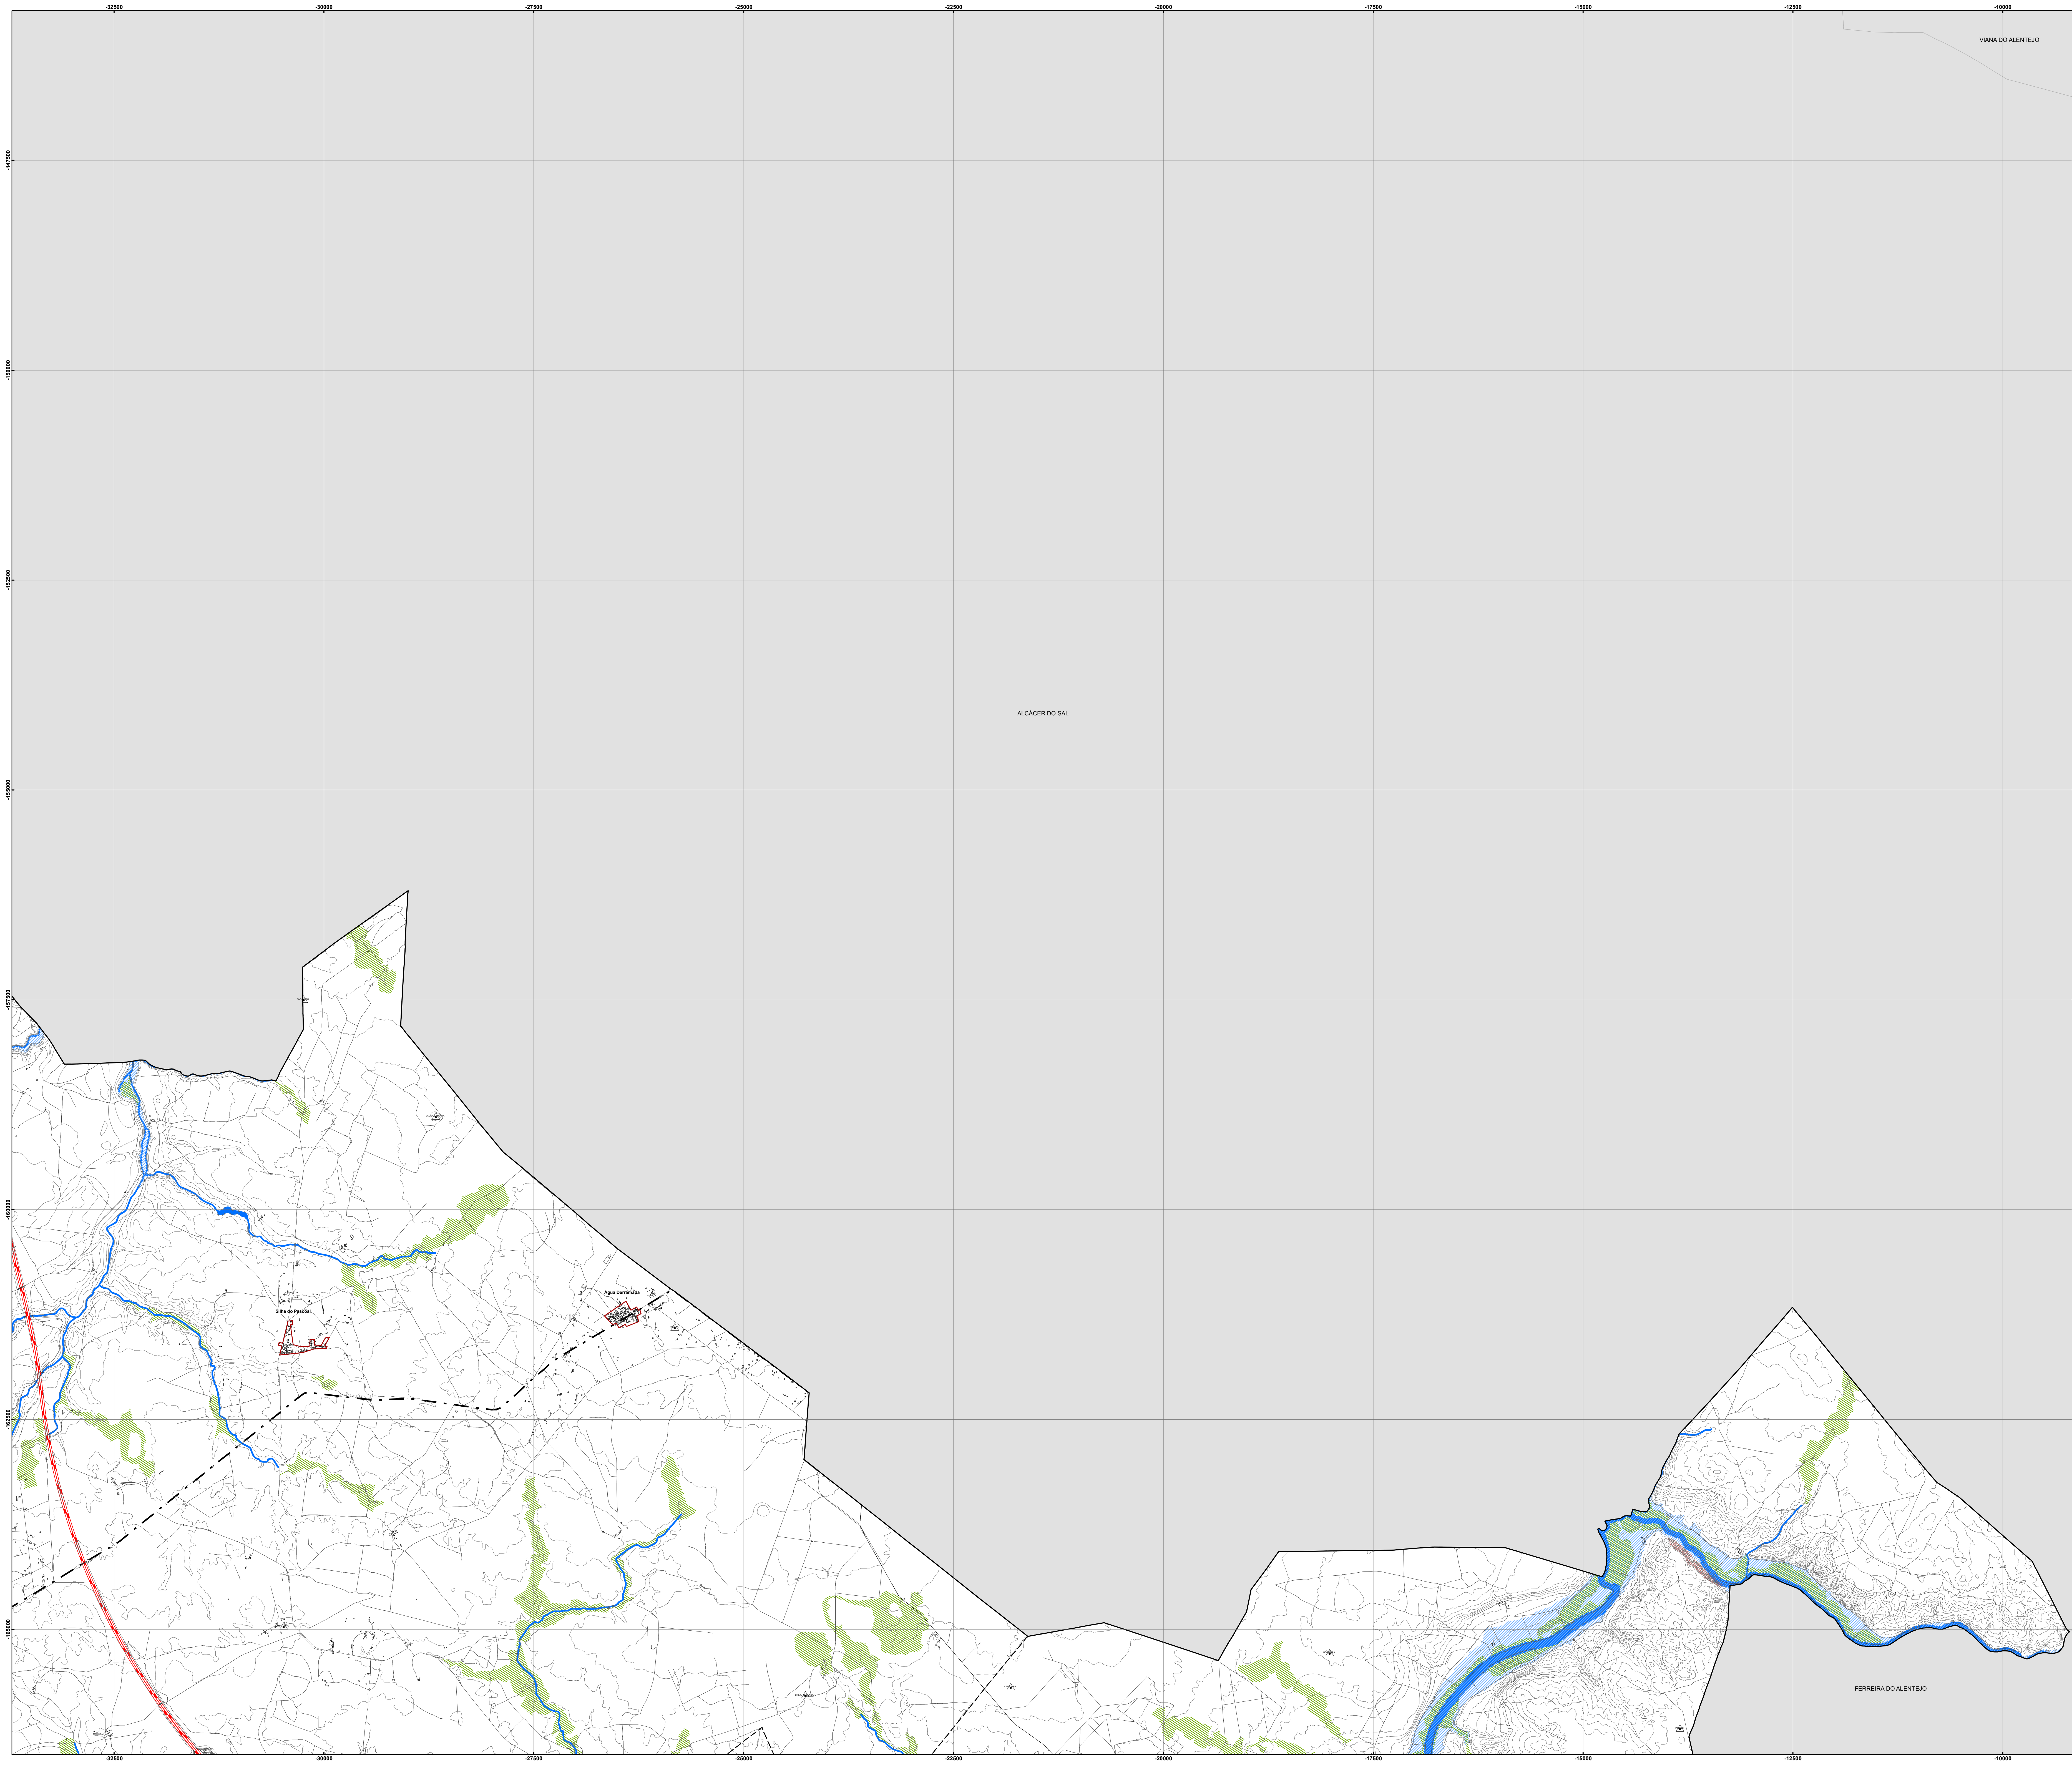 -32500 -30000 -27500 -25000 -22500 -20000 -17500 -15000 -12500 -10000
VIANA DO ALENTEJO
-147500
-150000
-152500
ALCÁCER DO SAL
-155000
-157500
-160000
Água Derramada
Silha do Pascoal
-162500
-165000
FERREIRA DO ALENTEJO
-32500 -30000 -27500 -25000 -22500 -20000 -17500 -15000 -12500 -10000